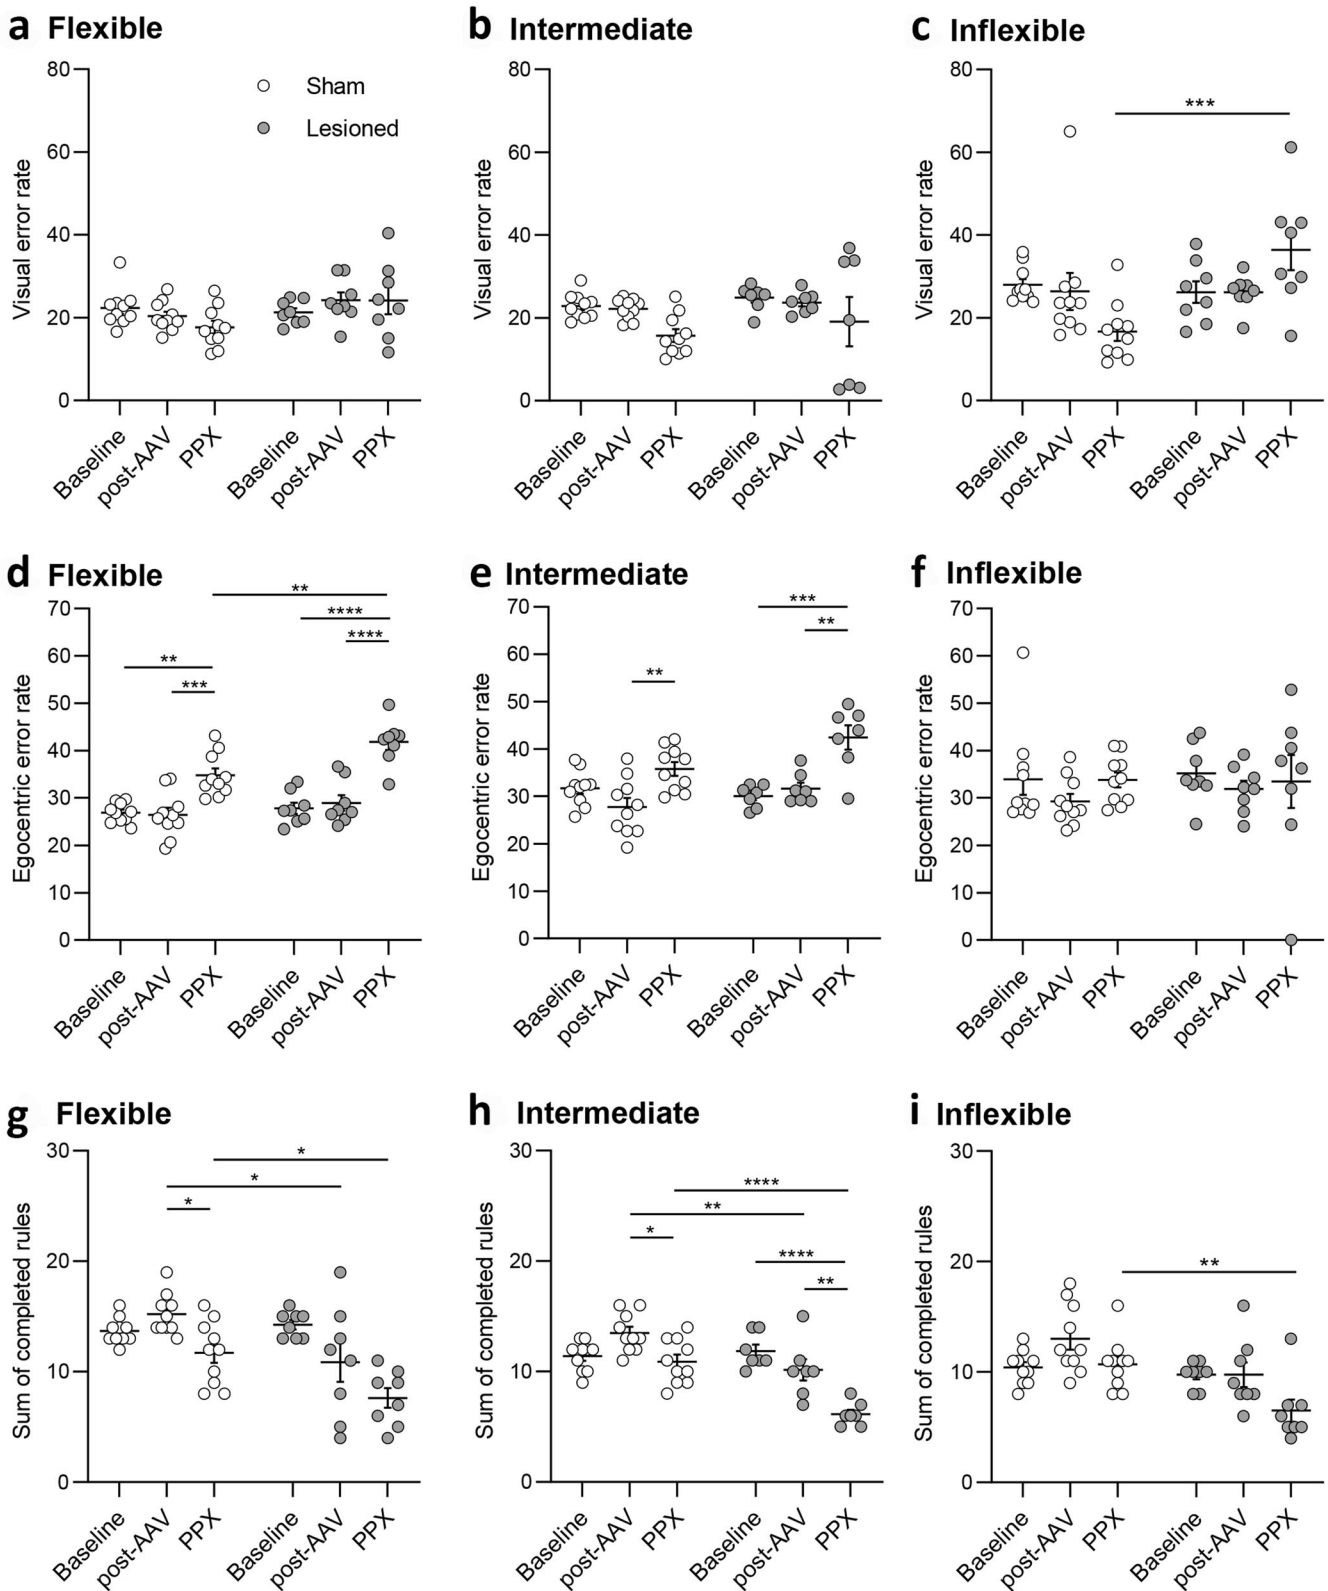 a Flexible
b Intermediate
c Inflexible
Visual error rate
80
60
40
20
0
Sham
Lesioned
Baseline
post-AAV
PPX
Baseline
post-AAV
PPX
Visual error rate
80
60
40
20
0
Baseline
post-AAV
PPX
Baseline
post-AAV
PPX
Visual error rate
80
60
40
20
0
***
Baseline
post-AAV
PPX
Baseline
post-AAV
PPX
d Flexible
e Intermediate
f Inflexible
Egocentric error rate
70
60
50
40
30
20
10
0
**
****
****
**
***
Baseline
post-AAV
PPX
Baseline
post-AAV
PPX
Egocentric error rate
70
60
50
40
30
20
10
0
***
**
**
Baseline
post-AAV
PPX
Baseline
post-AAV
PPX
Egocentric error rate
70
60
50
40
30
20
10
0
Baseline
post-AAV
PPX
Baseline
post-AAV
PPX
g Flexible
h Intermediate
i Inflexible
Sum of completed rules
30
20
10
0
*
*
*
Baseline
post-AAV
PPX
Baseline
post-AAV
PPX
Sum of completed rules
30
20
10
0
****
**
*
****
**
Baseline
post-AAV
PPX
Baseline
post-AAV
PPX
Sum of completed rules
30
20
10
0
**
Baseline
post-AAV
PPX
Baseline
post-AAV
PPX